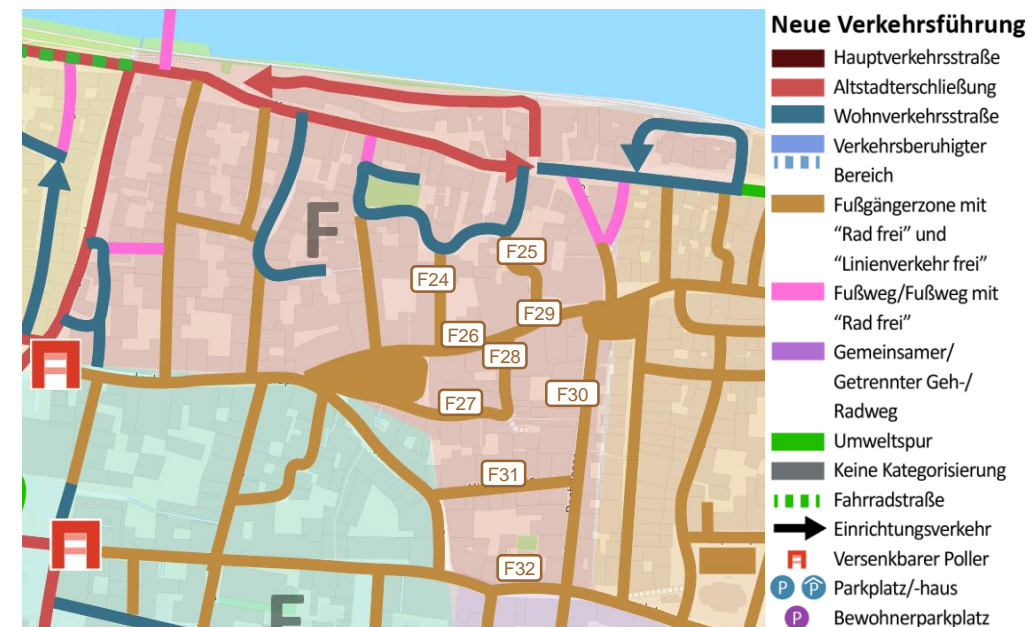 Neue Verkehrsführung
Hauptverkehrsstraße
Altstadterschließung
Wohnverkehrsstraße
Verkehrsberuhigter
Bereich
Fußgängerzone mit
“Rad frei” und
“Linienverkehr frei”
Fußweg/Fußweg mit
“Rad frei”
Gemeinsamer/
Getrennter Geh-/
Radweg
Umweltspur
Keine Kategorisierung
Fahrradstraße
Einrichtungsverkehr
Versenkbarer Poller
P P Parkplatz/-haus
P Bewohnerparkplatz
F
F25
F24
F29
F26
F28
F30
F27
F31
F32
F